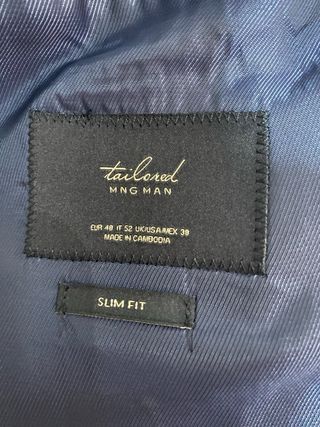 tailored
MNG MAN
EUR 48 IT 52 UK/USA/MEX 38
MADE IN CAMBODIA
SLIM FIT